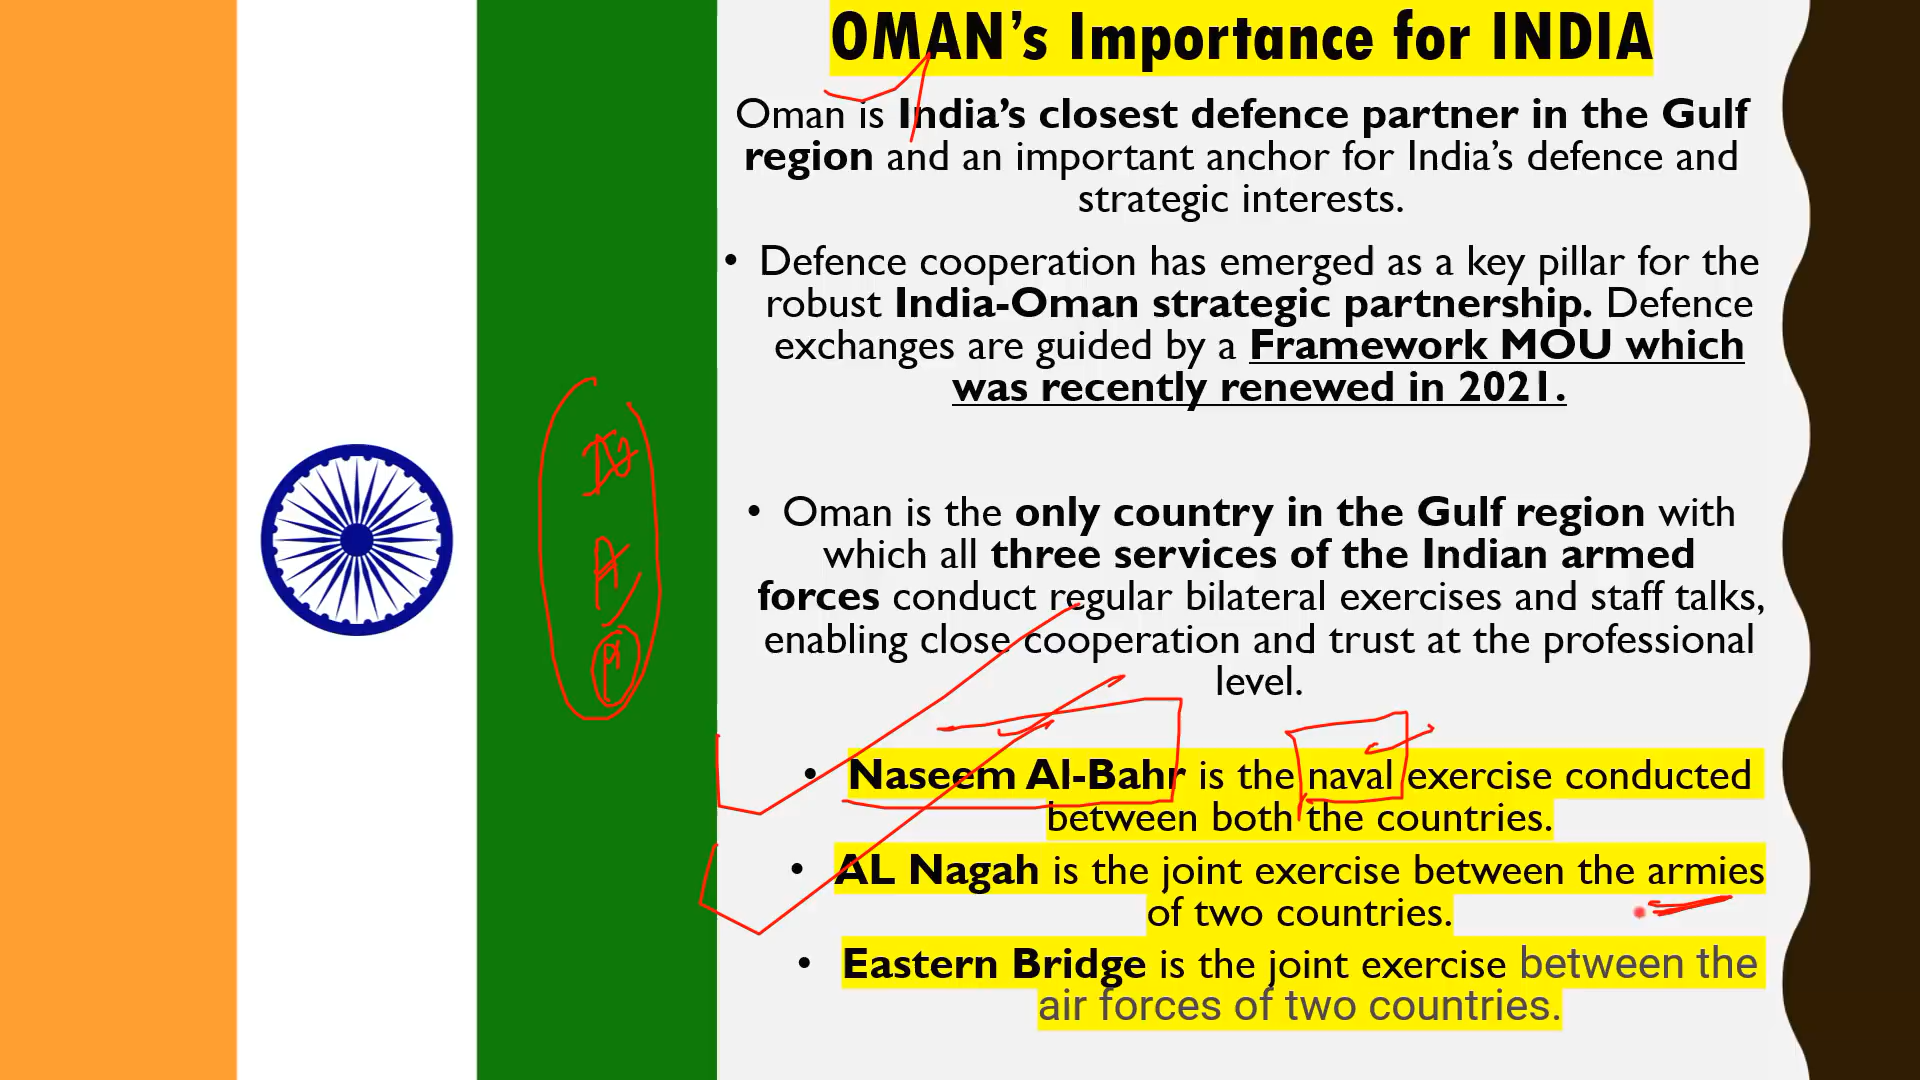 OMAN's Importance for INDIA
Oman is India's closest defence partner in the Gulf
region and an important anchor for India's defence and
strategic interests.
• Defence cooperation has emerged as a key pillar for the
robust India-Oman strategic partnership. Defence
exchanges are guided by a Framework MOU which
was recently renewed in 2021.
• Oman is the only country in the Gulf region with
which all three services of the Indian armed
forces conduct regular bilateral exercises and staff talks,
enabling close cooperation and trust at the professional
level.
• Naseem Al-Bahr is the naval exercise conducted
between both the countries.
• AL Nagah is the joint exercise between the armies
of two countries.
• Eastern Bridge is the joint exercise between the
air forces of two countries.